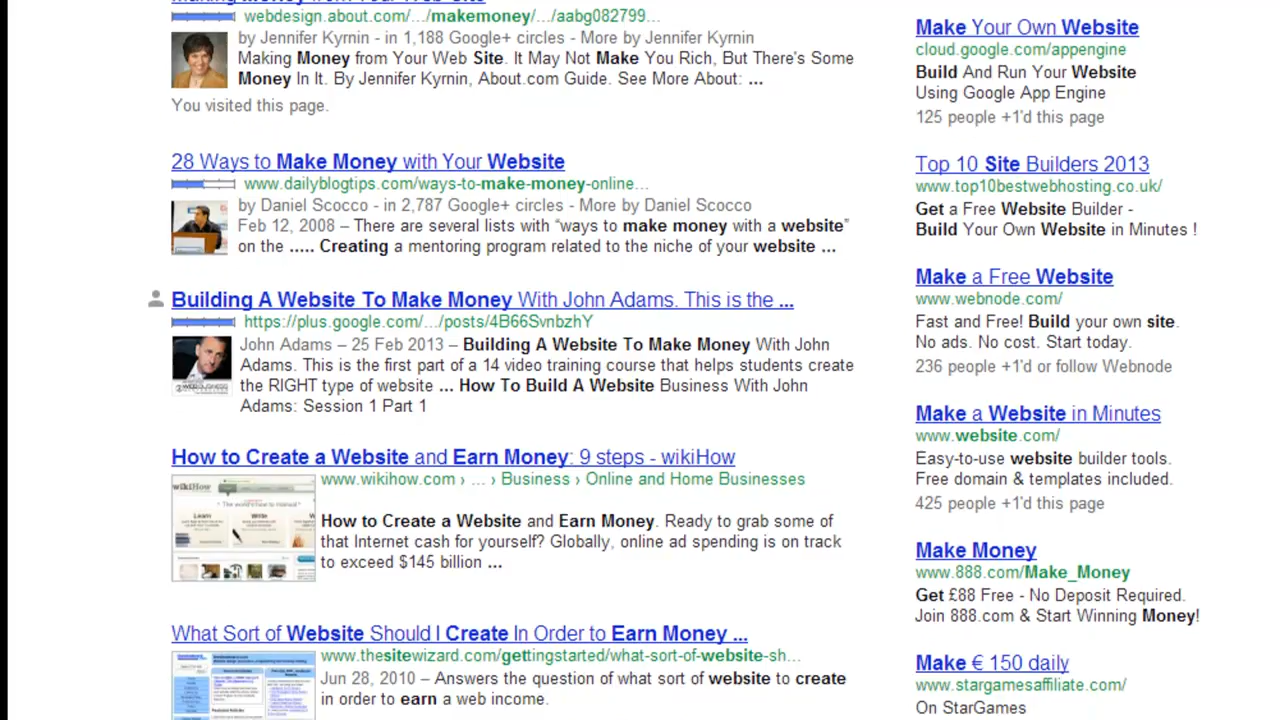 Making Money from Your Web Site
webdesign.about.com/.../makemoney/.../aabg082799...
by Jennifer Kyrnin - in 1,188 Google+ circles - More by Jennifer Kyrnin
Making Money from Your Web Site. It May Not Make You Rich, But There's Some
Money In It. By Jennifer Kyrnin, About.com Guide. See More About: ...
You visited this page.
28 Ways to Make Money with Your Website
www.dailyblogtips.com/ways-to-make-money-online...
by Daniel Scocco - in 2,787 Google+ circles - More by Daniel Scocco
Feb 12, 2008 – There are several lists with “ways to make money with a website”
on the ..... Creating a mentoring program related to the niche of your website ...
Building A Website To Make Money With John Adams. This is the ...
https://plus.google.com/.../posts/4B66SvnbzhY
John Adams – 25 Feb 2013 – Building A Website To Make Money With John
Adams. This is the first part of a 14 video training course that helps students create
the RIGHT type of website ... How To Build A Website Business With John
Adams: Session 1 Part 1
How to Create a Website and Earn Money: 9 steps - wikiHow
www.wikihow.com › ... › Business › Online and Home Businesses
How to Create a Website and Earn Money. Ready to grab some of
that Internet cash for yourself? Globally, online ad spending is on track
to exceed $145 billion ...
What Sort of Website Should I Create In Order to Earn Money ...
www.thesitewizard.com/gettingstarted/what-sort-of-website-sh...
Jun 28, 2010 – Answers the question of what sort of website to create
in order to earn a web income.
Make Your Own Website
cloud.google.com/appengine
Build And Run Your Website
Using Google App Engine
125 people +1'd this page
Top 10 Site Builders 2013
www.top10bestwebhosting.co.uk/
Get a Free Website Builder -
Build Your Own Website in Minutes !
Make a Free Website
www.webnode.com/
Fast and Free! Build your own site.
No ads. No cost. Start today.
236 people +1'd or follow Webnode
Make a Website in Minutes
www.website.com/
Easy-to-use website builder tools.
Free domain & templates included.
425 people +1'd this page
Make Money
www.888.com/Make_Money
Get £88 Free - No Deposit Required.
Join 888.com & Start Winning Money!
Make € 150 daily
www.stargamesaffiliate.com/
On StarGames